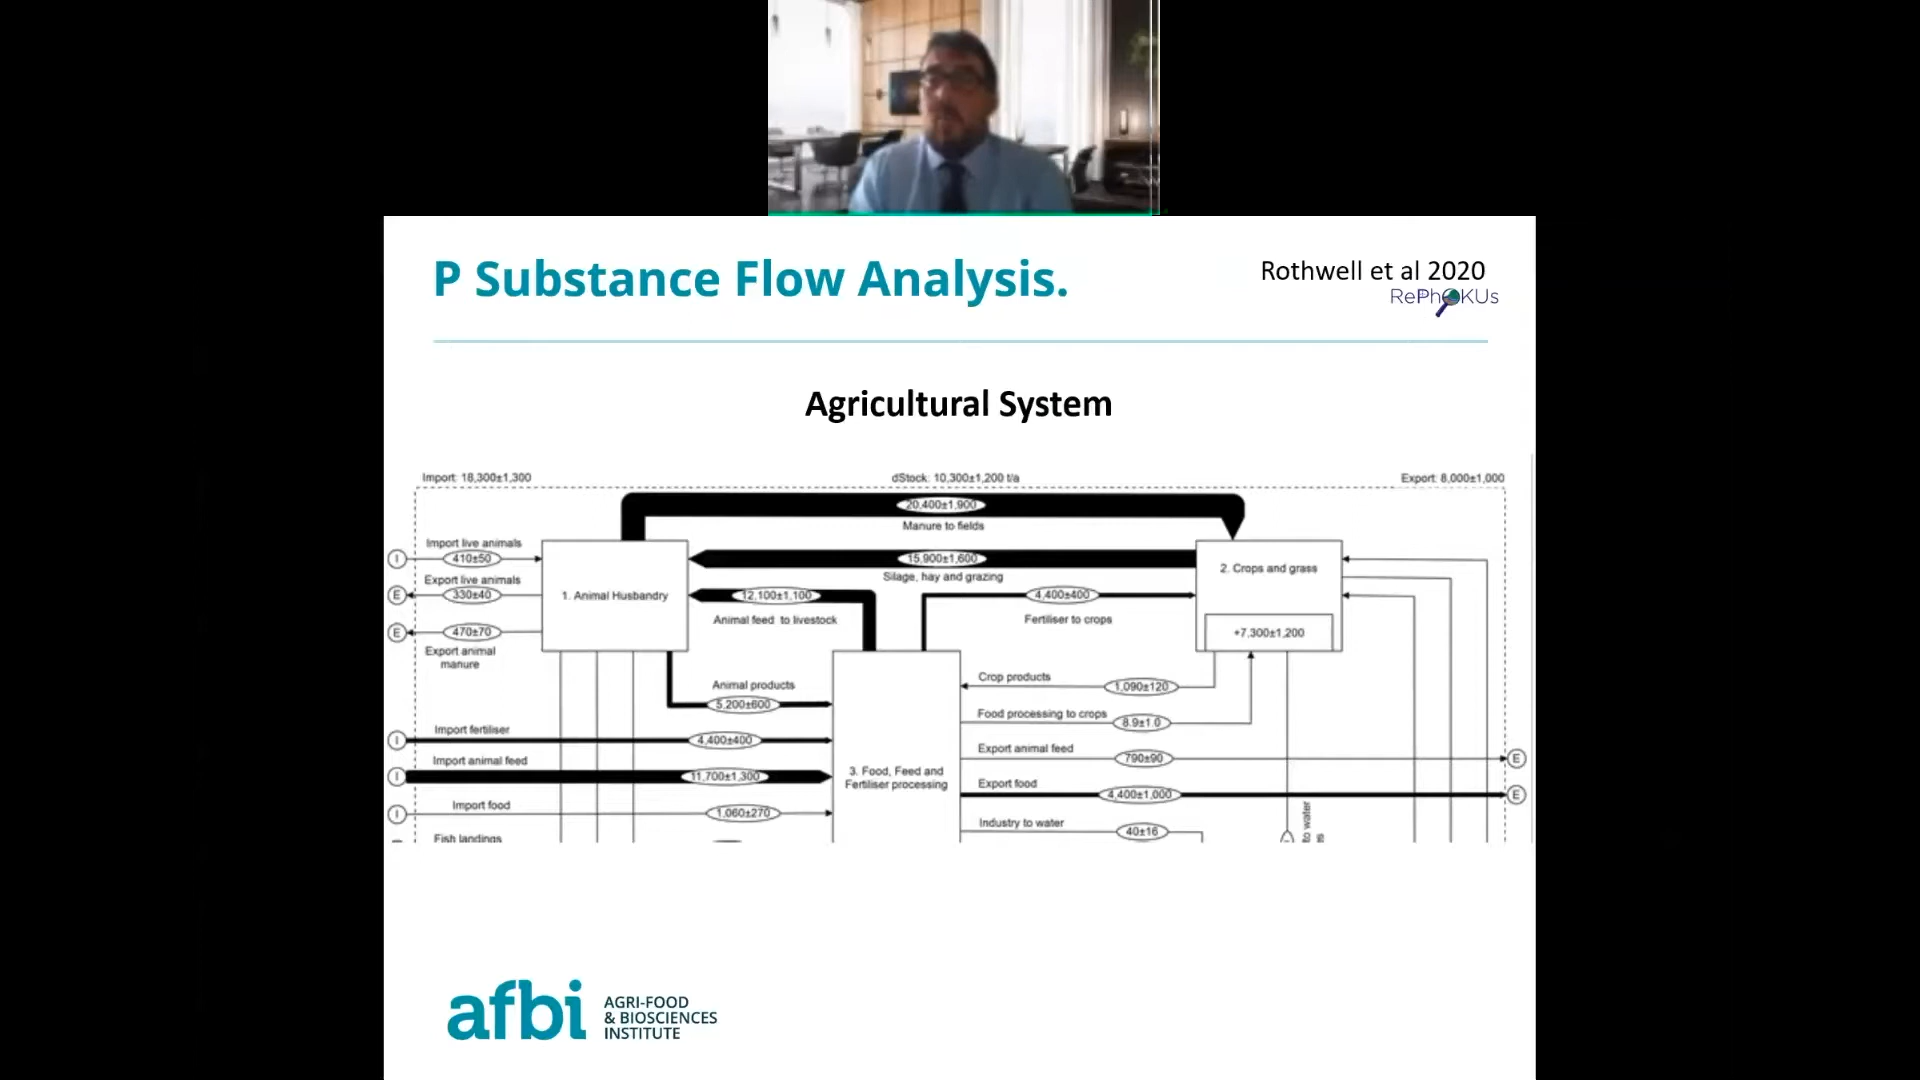 P Substance Flow Analysis.
Rothwell et al 2020
RePhOKUs
Agricultural System
Import: 18,300±1,300
dStock: 10,300±1,200 t/a
Export: 8,000±1,000
20,400±1,900
Manure to fields
Import live animals
I
410±50
15,900±1,600
Silage, hay and grazing
2. Crops and grass
Export live animals
E
330±40
1. Animal Husbandry
12,100±1,100
4,400±400
Animal feed to livestock
Fertiliser to crops
E
470±70
+7,300±1,200
Export animal
manure
Crop products
1,090±120
Animal products
5,200±600
Food processing to crops
8.9±1.0
Import fertiliser
I
4,400±400
Export animal feed
790±90
E
Import animal feed
I
11,700±1,300
3. Food, Feed and
Fertiliser processing
Export food
4,400±1,000
E
Import food
I
1,060±270
Industry to water
40±16
to water
Fish landings
afbi
AGRI-FOOD
& BIOSCIENCES
INSTITUTE